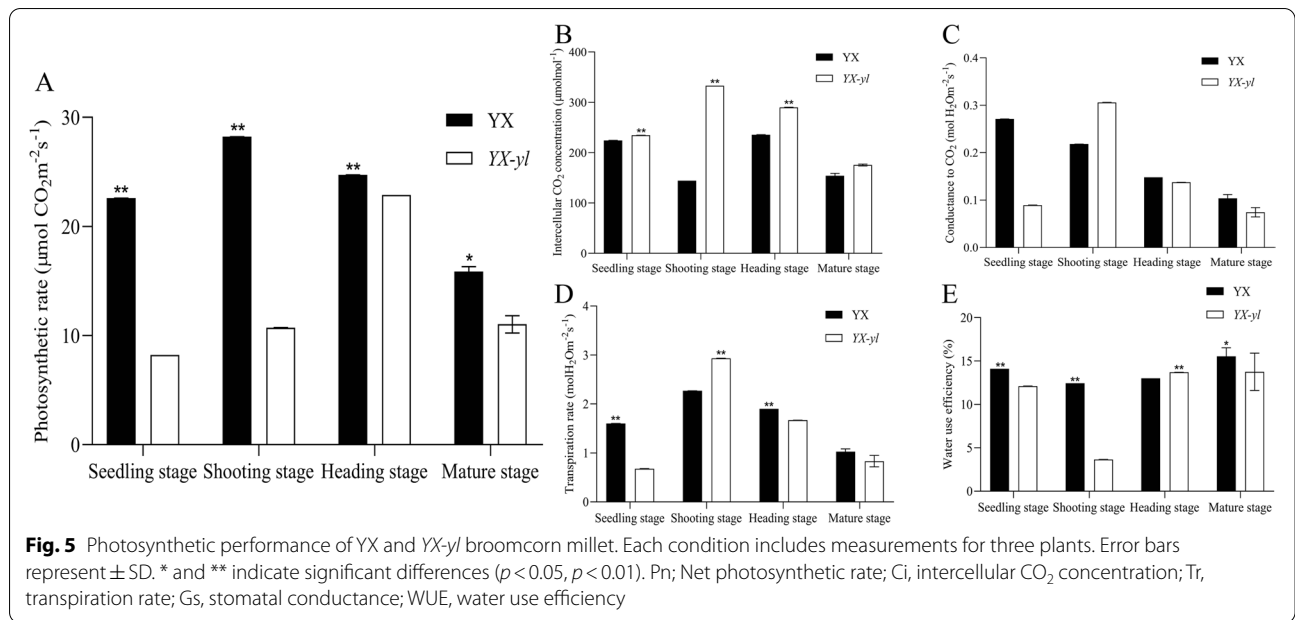 A
Photosynthetic rate (μmol CO₂m⁻²s⁻¹)
30
20
10
0
**
**
**
*
YX
YX-yl
Seedling stage Shooting stage Heading stage Mature stage
B
Intercellular CO₂ concentration (μmolmol⁻¹)
400
300
200
100
0
**
**
**
YX
YX-yl
Seedling stage Shooting stage Heading stage Mature stage
C
Conductance to CO₂ (mol H₂Om⁻²s⁻¹)
0.4
0.3
0.2
0.1
0.0
YX
YX-yl
Seedling stage Shooting stage Heading stage Mature stage
D
Transpiration rate (molH₂Om⁻²s⁻¹)
4
3
2
1
0
**
**
**
YX
YX-yl
Seedling stage Shooting stage Heading stage Mature stage
E
Water use efficiency (%)
20
15
10
5
0
**
**
**
*
YX
YX-yl
Seedling stage Shooting stage Heading stage Mature stage
Fig. 5 Photosynthetic performance of YX and YX-yl broomcorn millet. Each condition includes measurements for three plants. Error bars
represent ± SD. * and ** indicate significant differences (p < 0.05, p < 0.01). Pn; Net photosynthetic rate; Ci, intercellular CO₂ concentration; Tr,
transpiration rate; Gs, stomatal conductance; WUE, water use efficiency